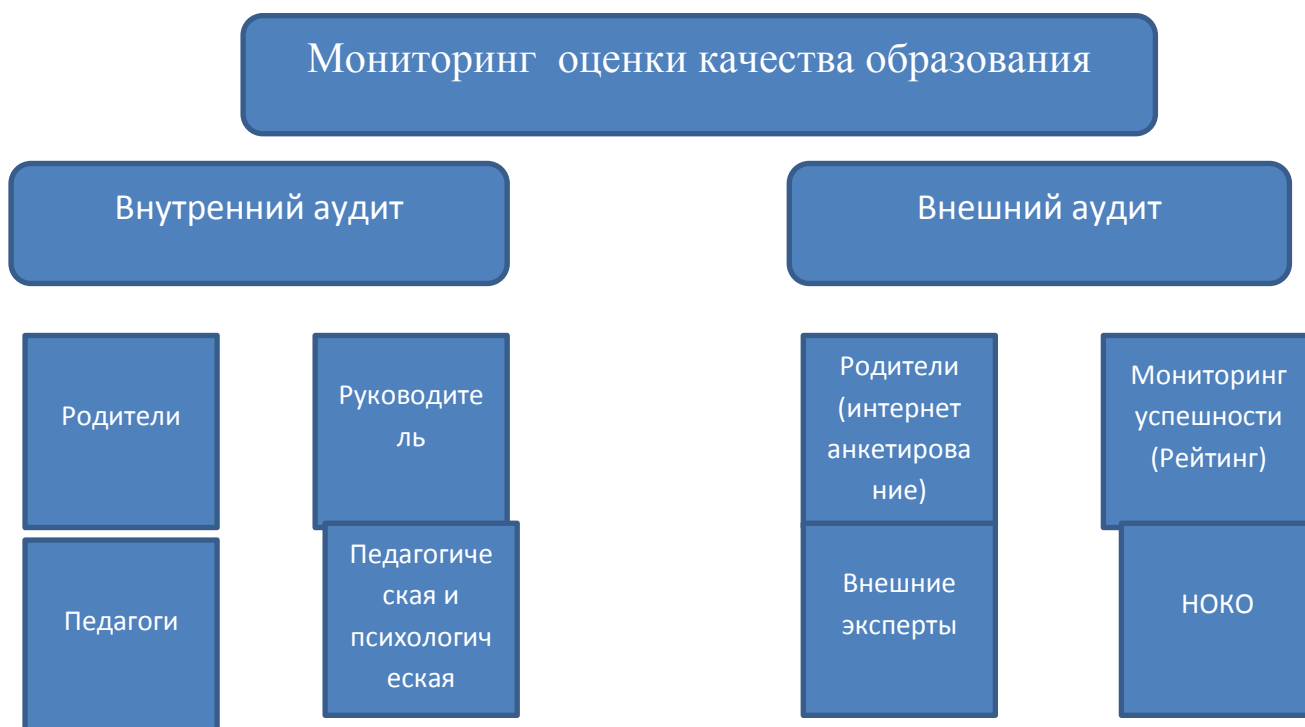 Мониторинг оценки качества образования
Внутренний аудит
Внешний аудит
Родители
Руководите
ль
Родители
(интернет
анкетирова
ние)
Мониторинг
успешности
(Рейтинг)
Педагоги
Педагогиче
ская и
психологич
еская
Внешние
эксперты
НОКО